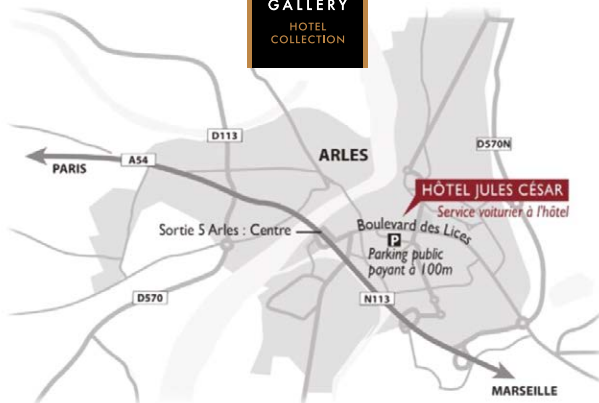 GALLERY
HOTEL
COLLECTION
D113
D570N
ARLES
A54
PARIS
HÔTEL JULES CÉSAR
Service voiturier à l'hôtel
Sortie 5 Arles : Centre
Boulevard des Lices
P
Parking public
payant à 100m
D570
N113
MARSEILLE